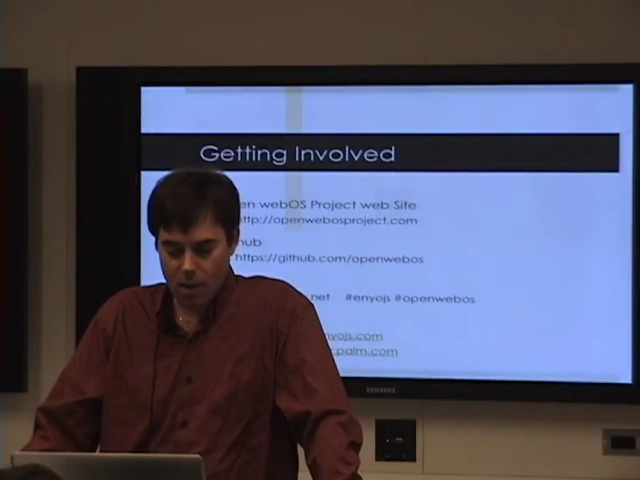 Getting Involved
en webOS Project web Site
ttp://openwebosproject.com
hub
https://github.com/openwebos
.net #enyojs #openwebos
nyojs.com
.palm.com
SAMSUNG